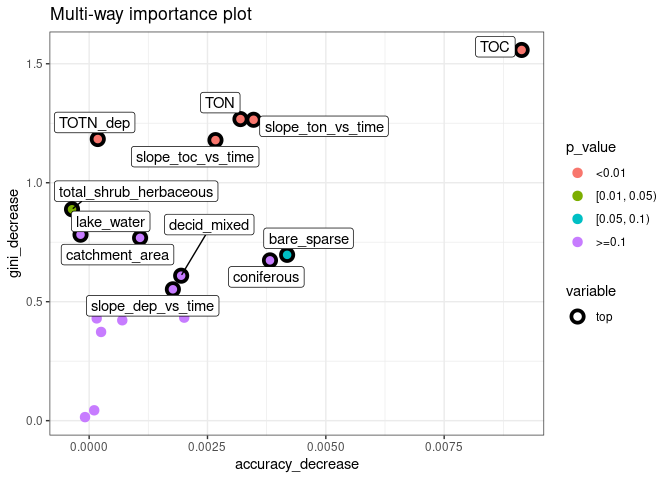 Multi-way importance plot
TOC
TON
TOTN_dep
slope_ton_vs_time
slope_toc_vs_time
total_shrub_herbaceous
lake_water
decid_mixed
bare_sparse
catchment_area
coniferous
slope_dep_vs_time
1.5
1.0
0.5
0.0
gini_decrease
0.0000
0.0025
0.0050
0.0075
accuracy_decrease
p_value
<0.01
[0.01, 0.05)
[0.05, 0.1)
>=0.1
variable
top